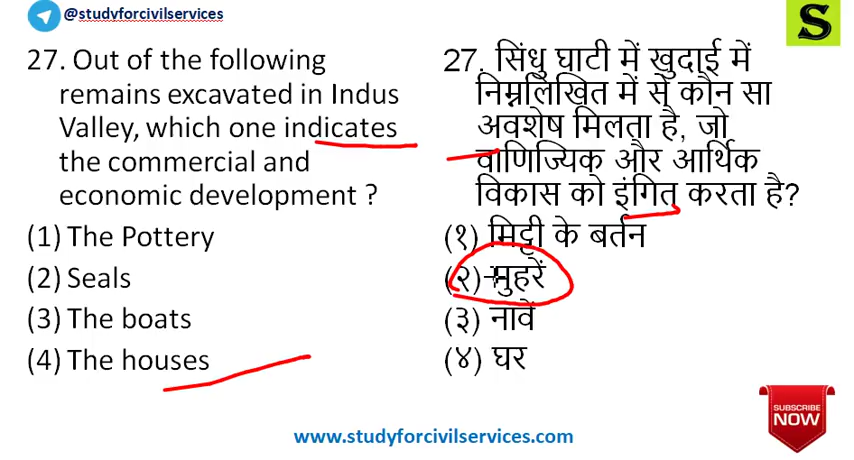 @studyforcivilservices
S
27. Out of the following
remains excavated in Indus
Valley, which one indicates
the commercial and
economic development ?
(1) The Pottery
(2) Seals
(3) The boats
(4) The houses
27. सिंधु घाटी में खुदाई में
निम्नलिखित में से कौन सा
अवशेष मिलता है, जो
वाणिज्यिक और आर्थिक
विकास को इंगित करता है?
(१) मिट्टी के बर्तन
(२) मुहरें
(३) नावें
(४) घर
SUBSCRIBE
NOW
www.studyforcivilservices.com